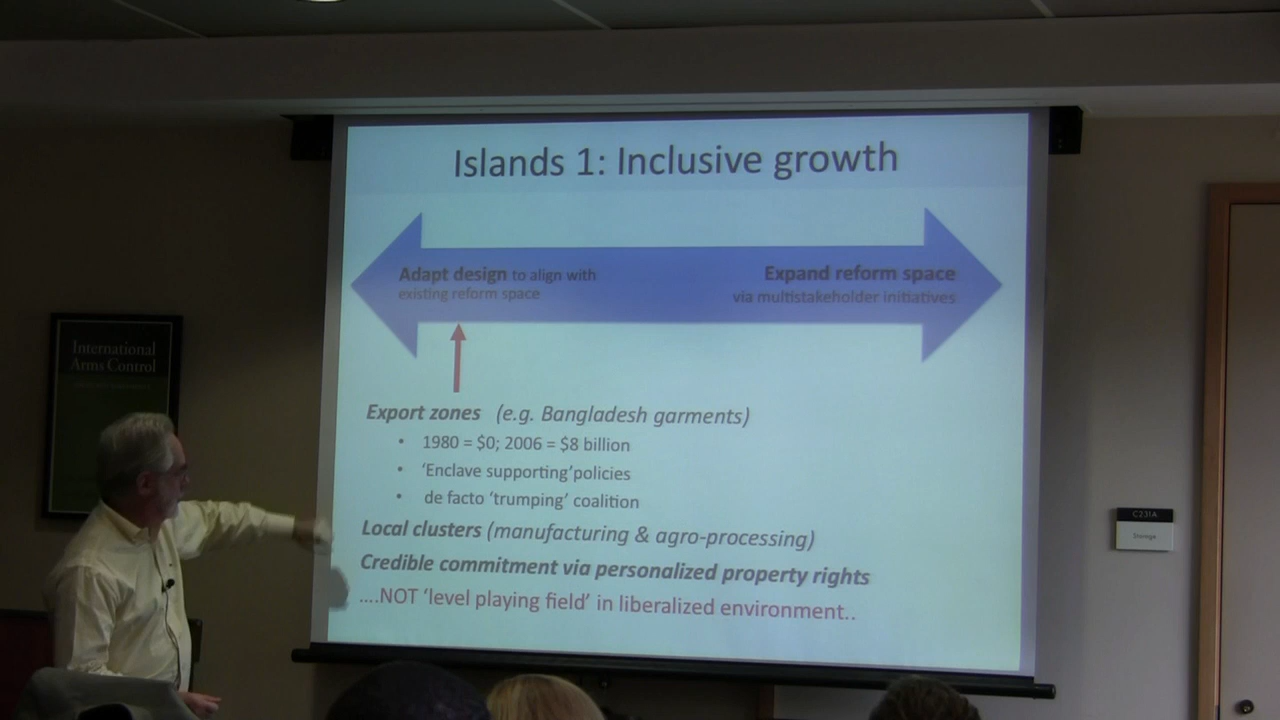 Islands 1: Inclusive growth
Adapt design to align with
existing reform space
Expand reform space
via multistakeholder initiatives
Export zones (e.g. Bangladesh garments)
• 1980 = $0; 2006 = $8 billion
• ‘Enclave supporting’policies
• de facto ‘trumping’ coalition
Local clusters (manufacturing & agro-processing)
Credible commitment via personalized property rights
....NOT ‘level playing field’ in liberalized environment..
International
Arms Control
C231A
Storage